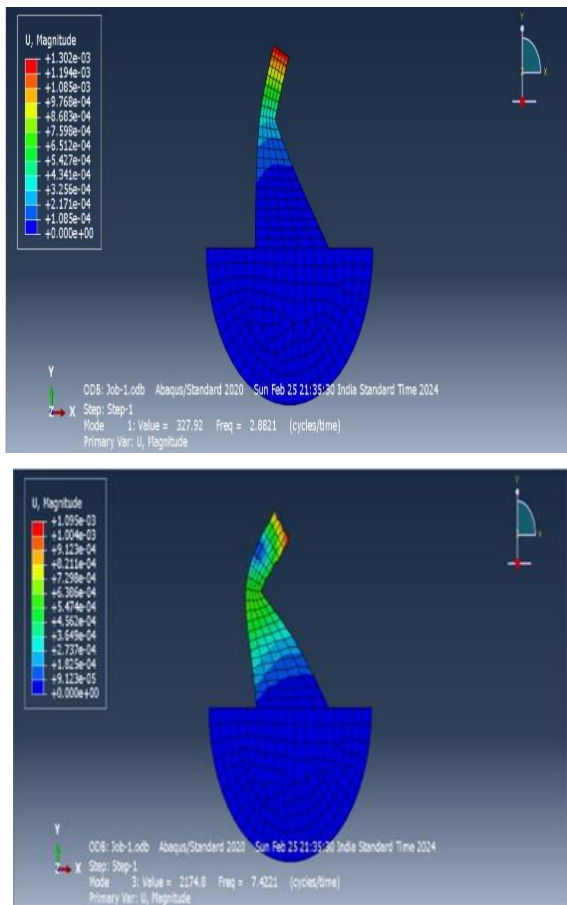 U, Magnitude
+1.302e-03
+1.194e-03
+1.085e-03
+9.768e-04
+8.683e-04
+7.598e-04
+6.512e-04
+5.427e-04
+4.341e-04
+3.256e-04
+2.171e-04
+1.085e-04
+0.000e+00
Y
X
Y
Z X
ODB: Job-1.odb Abaqus/Standard 2020 Sun Feb 25 21:35:30 India Standard Time 2024
Step: Step-1
Mode 1: Value = 327.92 Freq = 2.8821 (cycles/time)
Primary Var: U, Magnitude
U, Magnitude
+1.095e-03
+1.004e-03
+9.123e-04
+8.211e-04
+7.298e-04
+6.386e-04
+5.474e-04
+4.562e-04
+3.649e-04
+2.737e-04
+1.825e-04
+9.123e-05
+0.000e+00
Y
X
Y
Z X
ODB: Job-1.odb Abaqus/Standard 2020 Sun Feb 25 21:35:30 India Standard Time 2024
Step: Step-1
Mode 3: Value = 2174.8 Freq = 7.4221 (cycles/time)
Primary Var: U, Magnitude